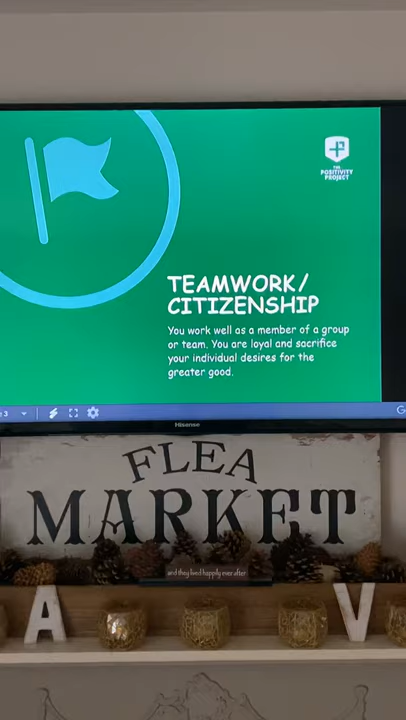 THE
POSITIVITY
PROJECT
TEAMWORK/
CITIZENSHIP
You work well as a member of a group
or team. You are loyal and sacrifice
your individual desires for the
greater good.
3
G
Hisense
FLEA
MARKET
and they lived happily ever after
A
V